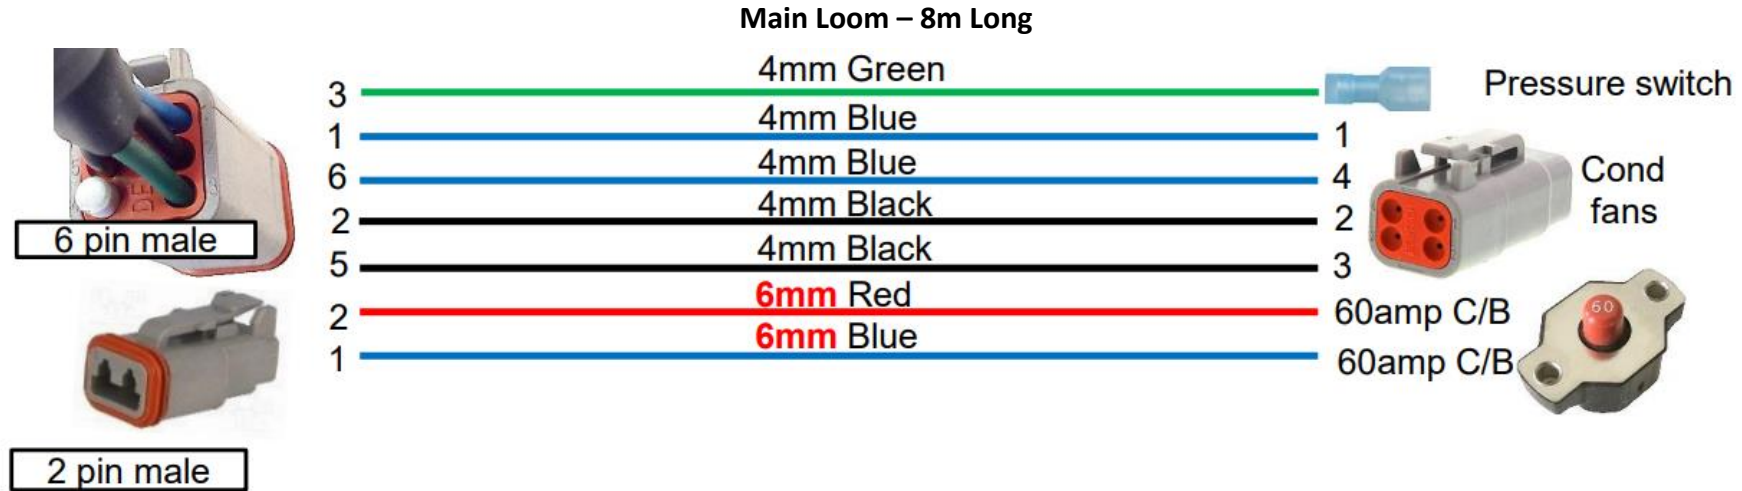 Main Loom – 8m Long
3 4mm Green Pressure switch
1 4mm Blue 1
6 4mm Blue 4
Cond
fans
2 4mm Black 2
5 4mm Black 3
2 6mm Red 60amp C/B
1 6mm Blue 60amp C/B
6 pin male
2 pin male
60